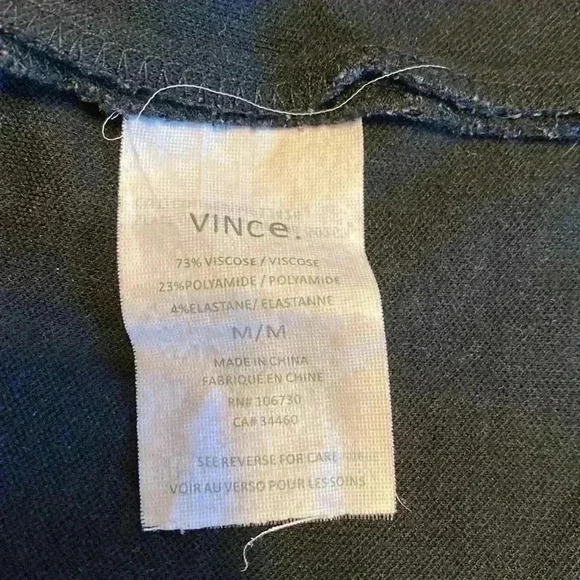 VINCe.
73% VISCOSE / VISCOSE
23%POLYAMIDE / POLYAMIDE
4%ELASTANE/ ELASTANNE
M/M
MADE IN CHINA
FABRIQUE EN CHINE
RN# 106730
CA# 34460
SEE REVERSE FOR CARE
VOIR AU VERSO POUR LES SOINS